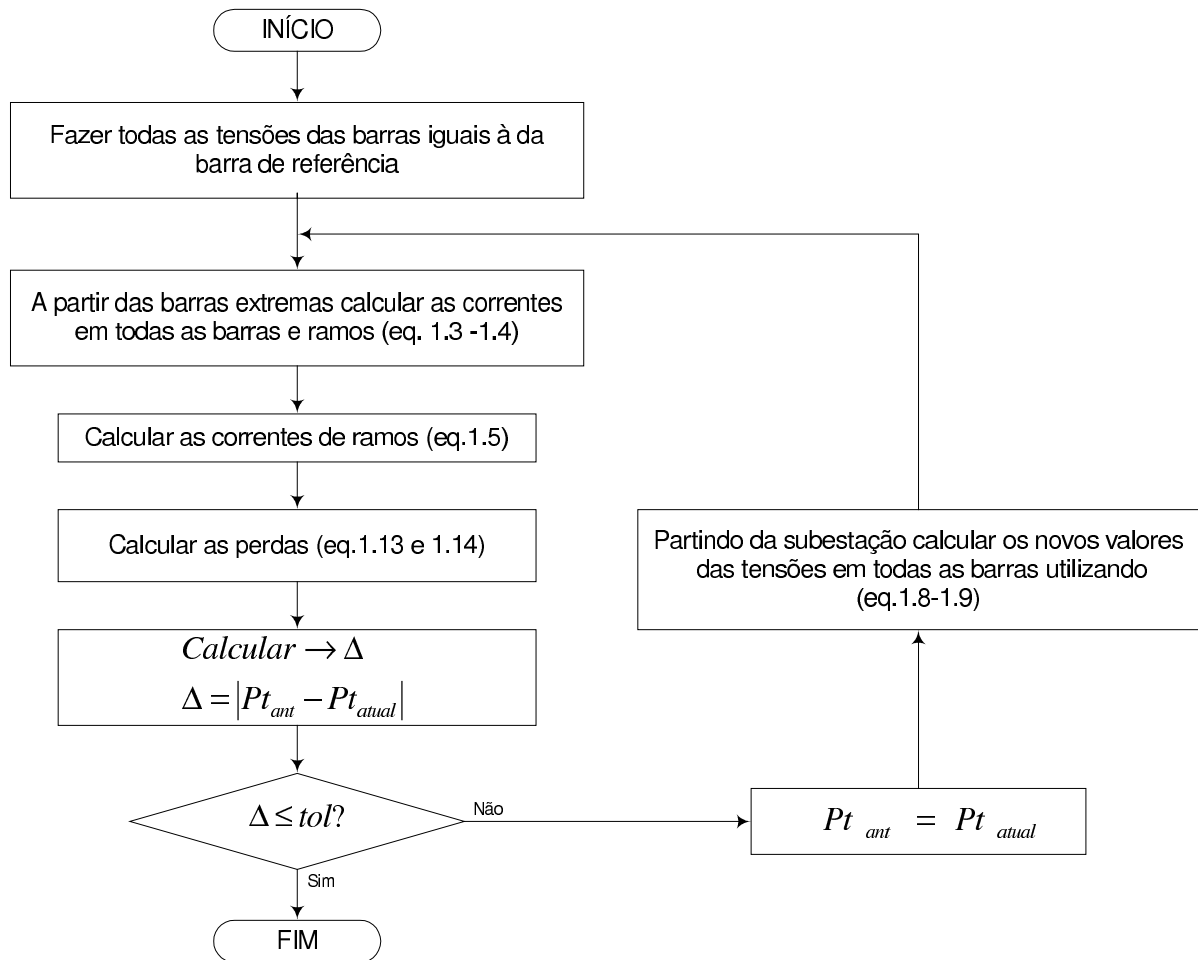 INÍCIO
Fazer todas as tensões das barras iguais à da
barra de referência
A partir das barras extremas calcular as correntes
em todas as barras e ramos (eq. 1.3 -1.4)
Calcular as correntes de ramos (eq.1.5)
Calcular as perdas (eq.1.13 e 1.14)
Calcular → Δ
Δ = |Pt_ant − Pt_atual|
Δ ≤ tol?
Não
Sim
FIM
Pt_ant = Pt_atual
Partindo da subestação calcular os novos valores
das tensões em todas as barras utilizando
(eq.1.8-1.9)